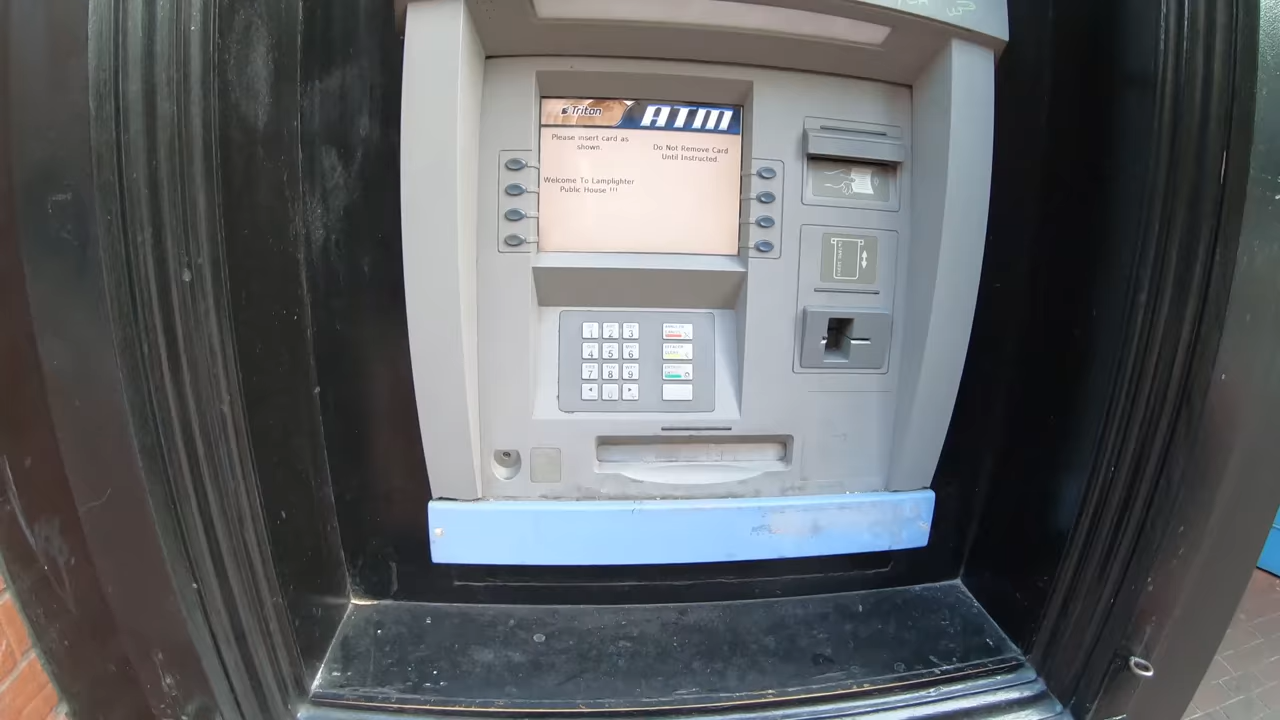 Triton
ATM
Please insert card as
shown.
Do Not Remove Card
Until Instructed.
Welcome To Lamplighter
Public House !!!
1 2 3
4 5 6
7 8 9
0